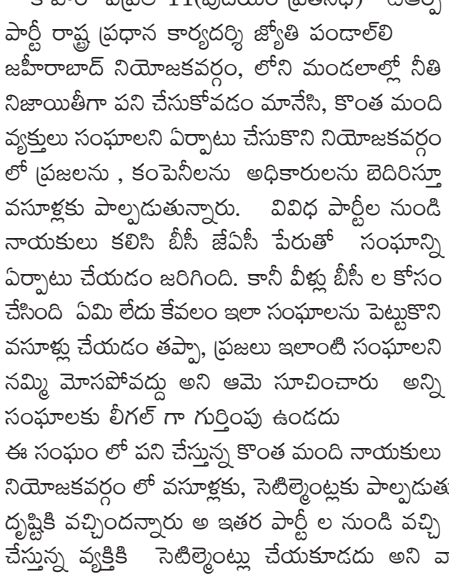 11(ఉదయం ప్రతినిధి)
పార్టీ రాష్ట్ర ప్రధాన కార్యదర్శి జ్యోతి పండాల్‌లి
జహీరాబాద్ నియోజకవర్గం, లోని మండలాల్లో నీతి
నిజాయితీగా పని చేసుకోవడం మానేసి, కొంత మంది
వ్యక్తులు సంఘాలని ఏర్పాటు చేసుకొని నియోజకవర్గం
లో ప్రజలను , కంపెనీలను అధికారులను బెదిరిస్తూ
వసూళ్లకు పాల్పడుతున్నారు. వివిధ పార్టీల నుండి
నాయకులు కలిసి బీసీ జేఏసీ పేరుతో సంఘాన్ని
ఏర్పాటు చేయడం జరిగింది. కానీ వీళ్లు బీసీ ల కోసం
చేసింది ఏమి లేదు కేవలం ఇలా సంఘాలను పెట్టుకొని
వసూళ్లు చేయడం తప్పా, ప్రజలు ఇలాంటి సంఘాలని
నమ్మి మోసపోవద్దు అని ఆమె సూచించారు అన్ని
సంఘాలకు లీగల్ గా గుర్తింపు ఉండదు
ఈ సంఘం లో పని చేస్తున్న కొంత మంది నాయకులు
నియోజకవర్గం లో వసూళ్లకు, సెటిల్మెంట్లకు పాల్పడుతు
దృష్టికి వచ్చిందన్నారు అ ఇతర పార్టీ ల నుండి వచ్చి
చేస్తున్న వ్యక్తికి సెటిల్మెంట్లు చేయకూడదు అని వా